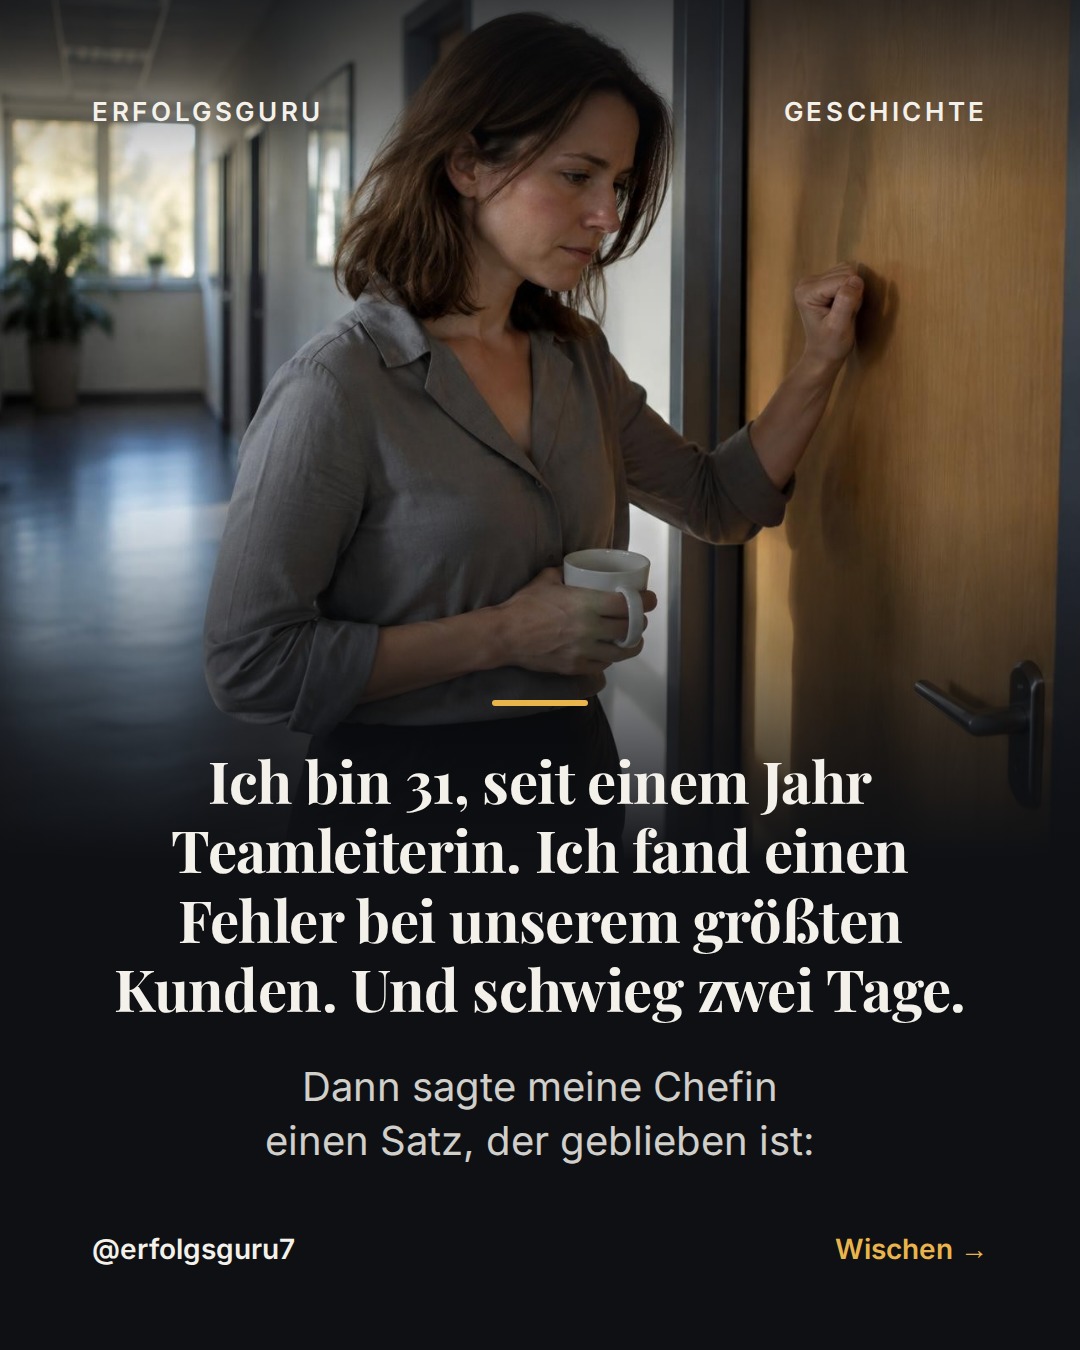 ERFOLGSGURU
GESCHICHTE
Ich bin 31, seit einem Jahr
Teamleiterin. Ich fand einen
Fehler bei unserem größten
Kunden. Und schwieg zwei Tage.
Dann sagte meine Chefin
einen Satz, der geblieben ist:
@erfolgsguru7
Wischen →